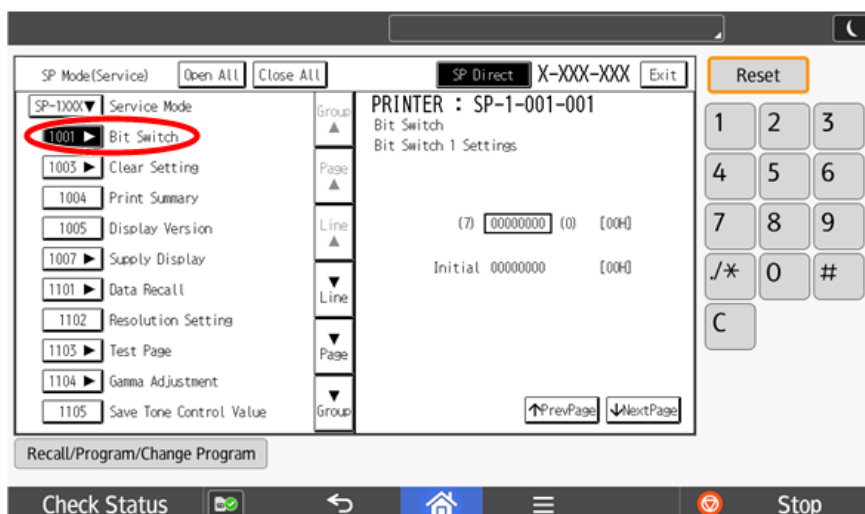 SP Mode(Service) Open All Close All SP Direct X-XXX-XXX Exit
SP-1XXX▼ Service Mode
1001 ► Bit Switch
1003 ► Clear Setting
1004 Print Summary
1005 Display Version
1007 ► Supply Display
1101 ► Data Recall
1102 Resolution Setting
1103 ► Test Page
1104 ► Gamma Adjustment
1105 Save Tone Control Value
Group
▲
Page
▲
Line
▲
▼
Line
▼
Page
▼
Group
PRINTER : SP-1-001-001
Bit Switch
Bit Switch 1 Settings
(7) 00000000 (0) [00H]
Initial 00000000 [00H]
↑PrevPage ↓NextPage
Reset
1 2 3
4 5 6
7 8 9
./* 0 #
C
Recall/Program/Change Program
Check Status Stop